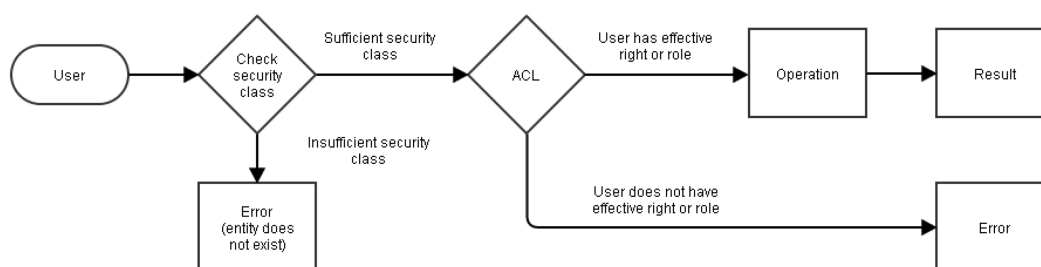 User
Check
security
class
Sufficient security
class
ACL
User has effective
right or role
Operation
Result
Insufficient security
class
Error
(entity does
not exist)
User does not have
effective right or role
Error